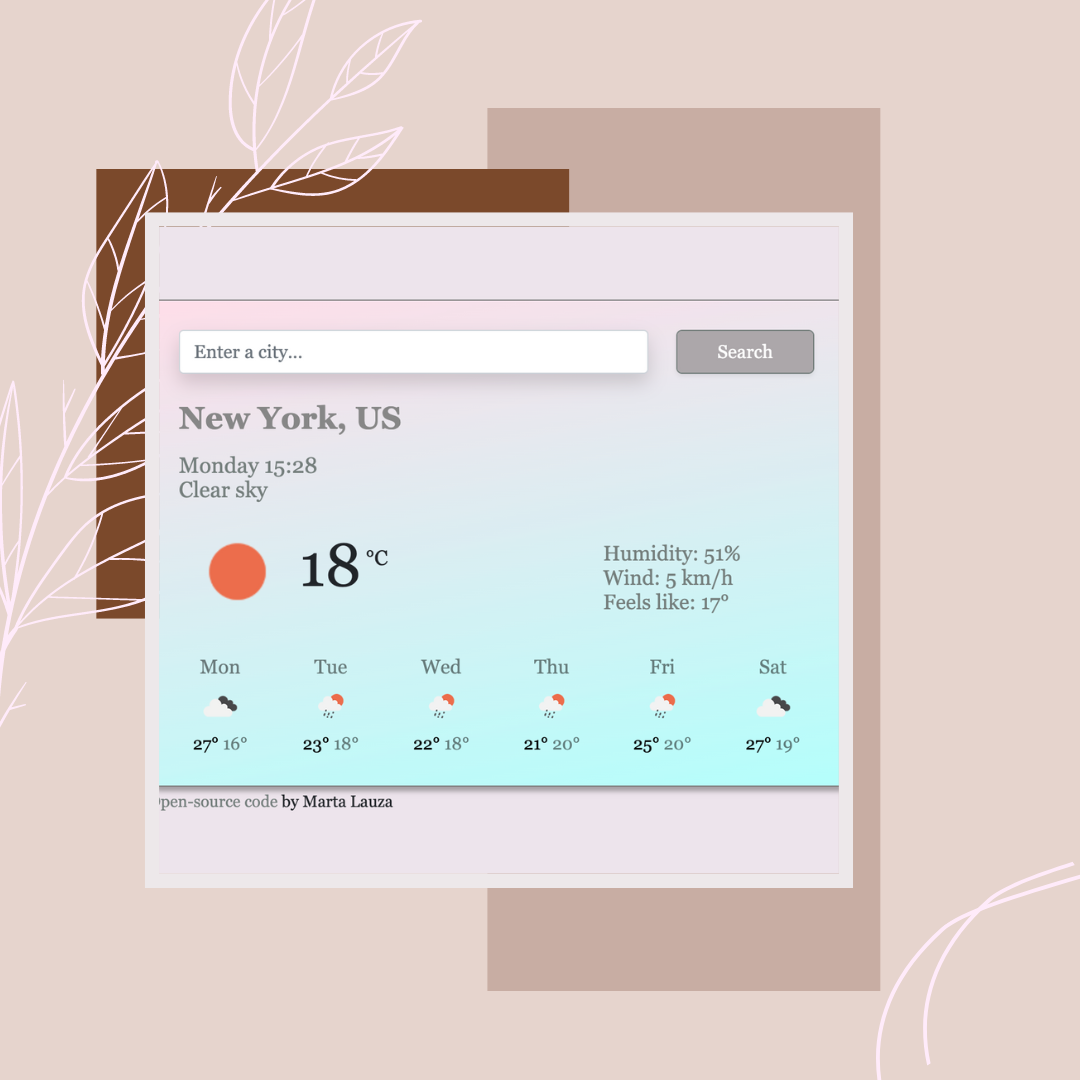 Enter a city...
Search
New York, US
Monday 15:28
Clear sky
18 °C
Humidity: 51%
Wind: 5 km/h
Feels like: 17°
Mon Tue Wed Thu Fri Sat
27° 16° 23° 18° 22° 18° 21° 20° 25° 20° 27° 19°
pen-source code by Marta Lauza